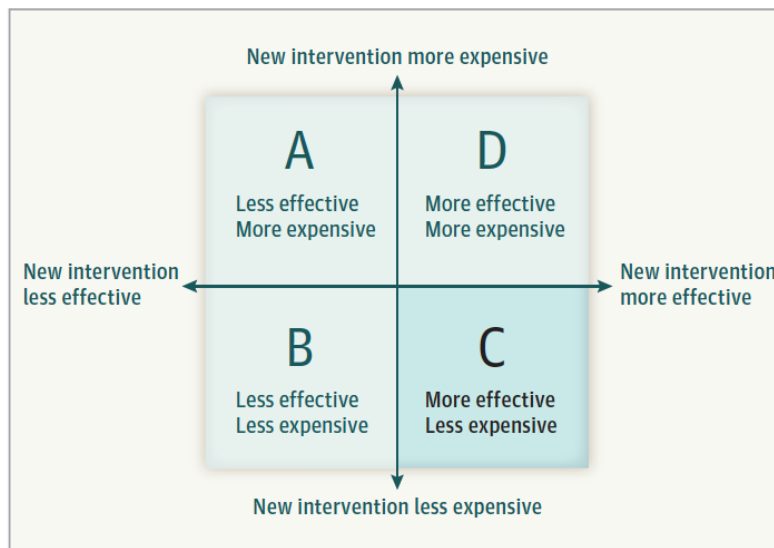 New intervention more expensive
A
Less effective
More expensive
D
More effective
More expensive
New intervention
less effective
New intervention
more effective
B
Less effective
Less expensive
C
More effective
Less expensive
New intervention less expensive